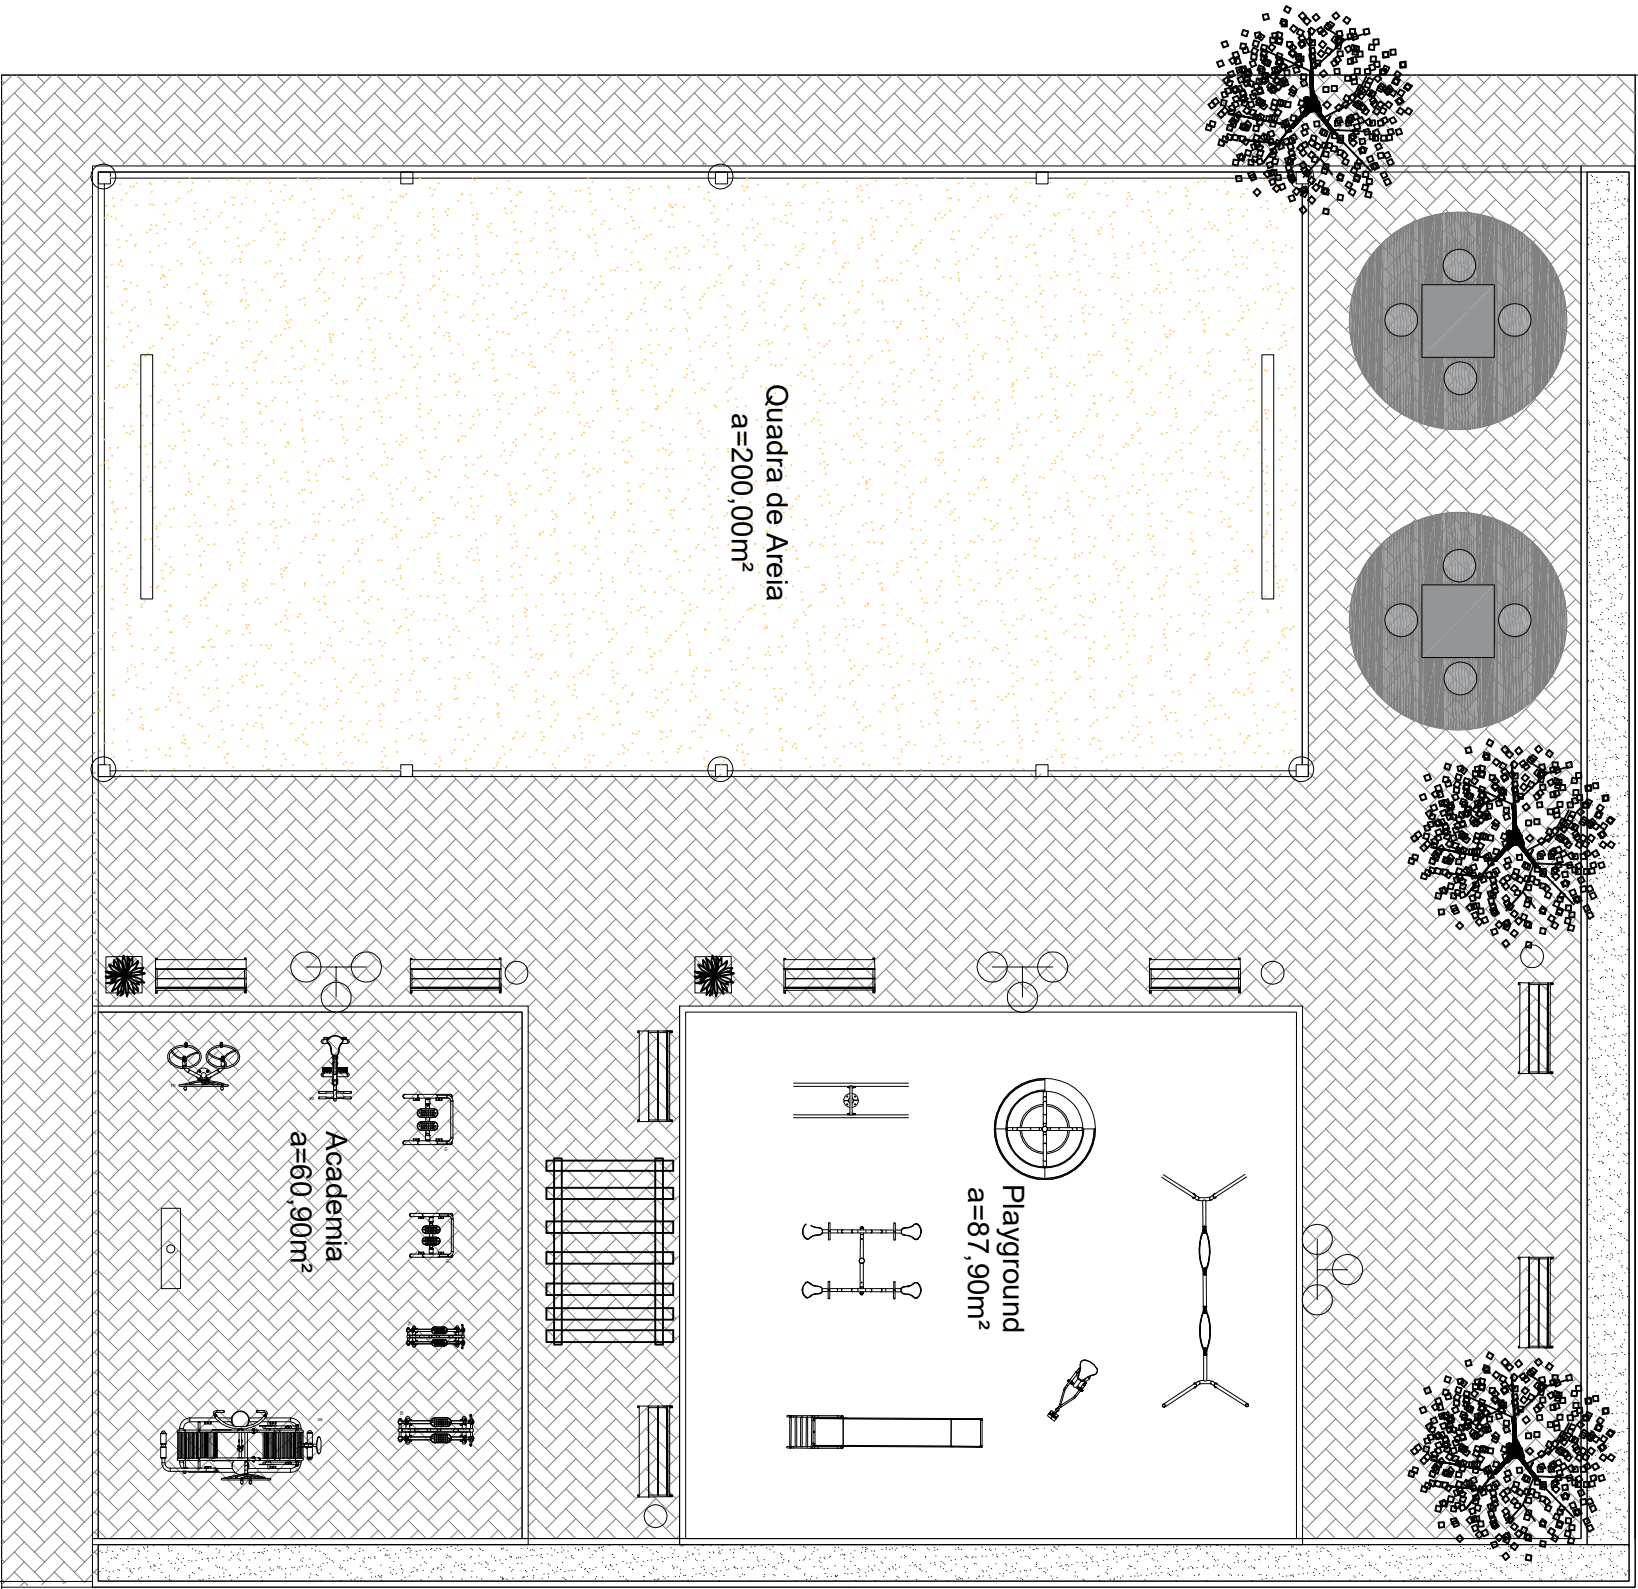 Quadra de Areia
a=200,00m²
Academia
a=60,90m²
Playground
a=87,90m²